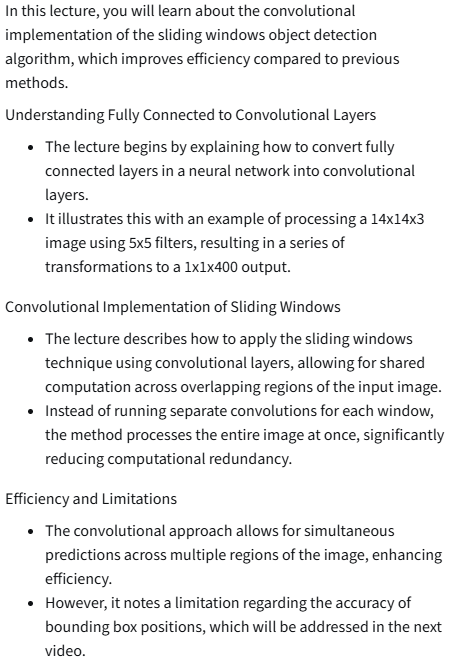 In this lecture, you will learn about the convolutional
implementation of the sliding windows object detection
algorithm, which improves efficiency compared to previous
methods.
Understanding Fully Connected to Convolutional Layers
• The lecture begins by explaining how to convert fully
connected layers in a neural network into convolutional
layers.
• It illustrates this with an example of processing a 14x14x3
image using 5x5 filters, resulting in a series of
transformations to a 1x1x400 output.
Convolutional Implementation of Sliding Windows
• The lecture describes how to apply the sliding windows
technique using convolutional layers, allowing for shared
computation across overlapping regions of the input image.
• Instead of running separate convolutions for each window,
the method processes the entire image at once, significantly
reducing computational redundancy.
Efficiency and Limitations
• The convolutional approach allows for simultaneous
predictions across multiple regions of the image, enhancing
efficiency.
• However, it notes a limitation regarding the accuracy of
bounding box positions, which will be addressed in the next
video.